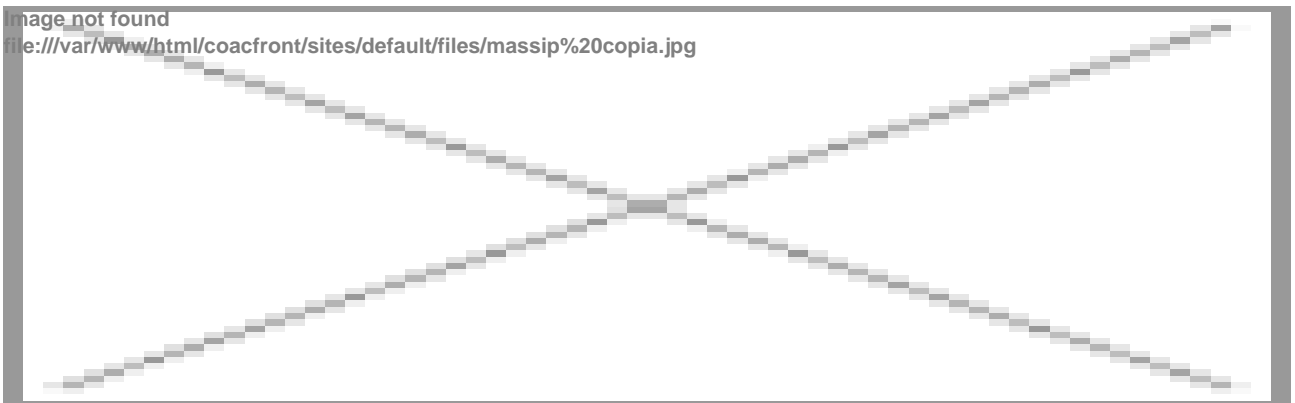 Image not found
file:///var/www/html/coacfront/sites/default/files/massip%20copia.jpg